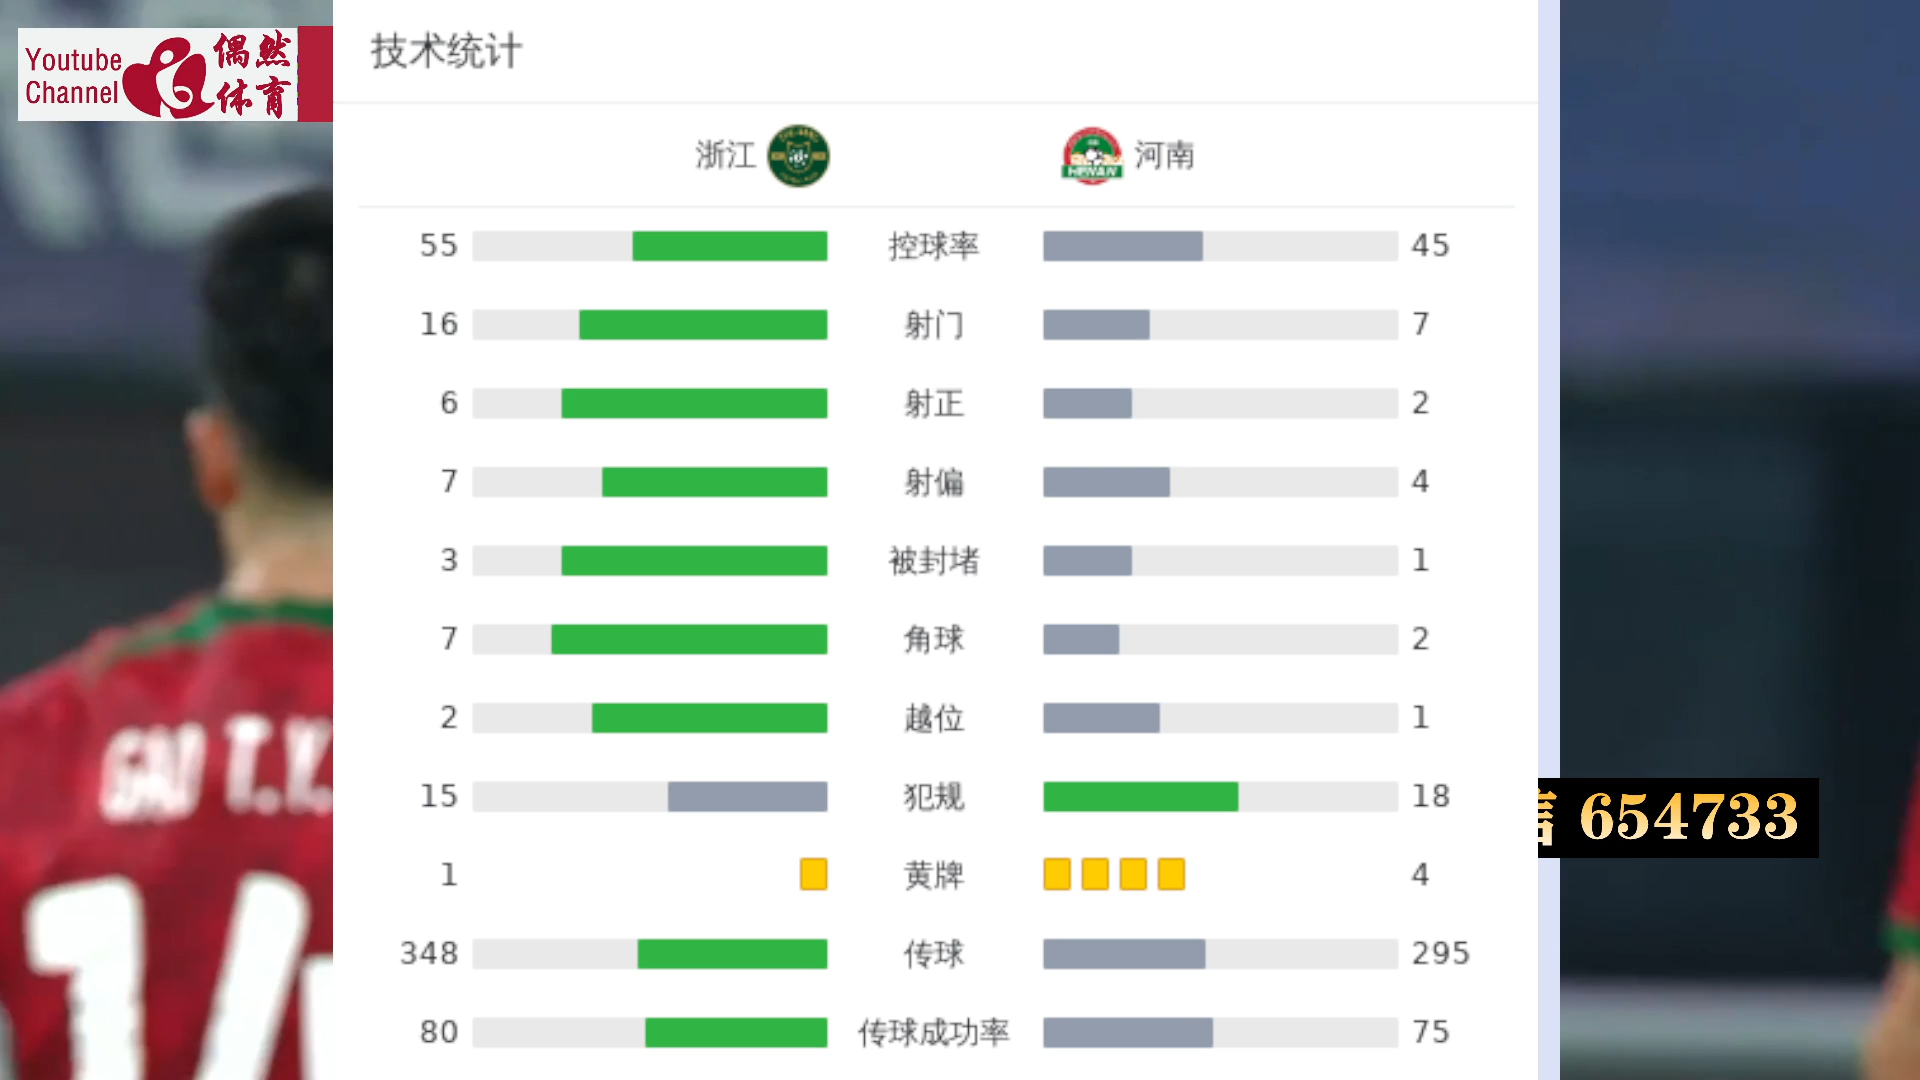 Youtube
Channel
偶然
体育
技术统计
浙江
HENAN
河南
55 控球率 45
16 射门 7
6 射正 2
7 射偏 4
3 被封堵 1
7 角球 2
2 越位 1
15 犯规 18
1 黄牌 4
348 传球 295
80 传球成功率 75
654733
T.Y.
14